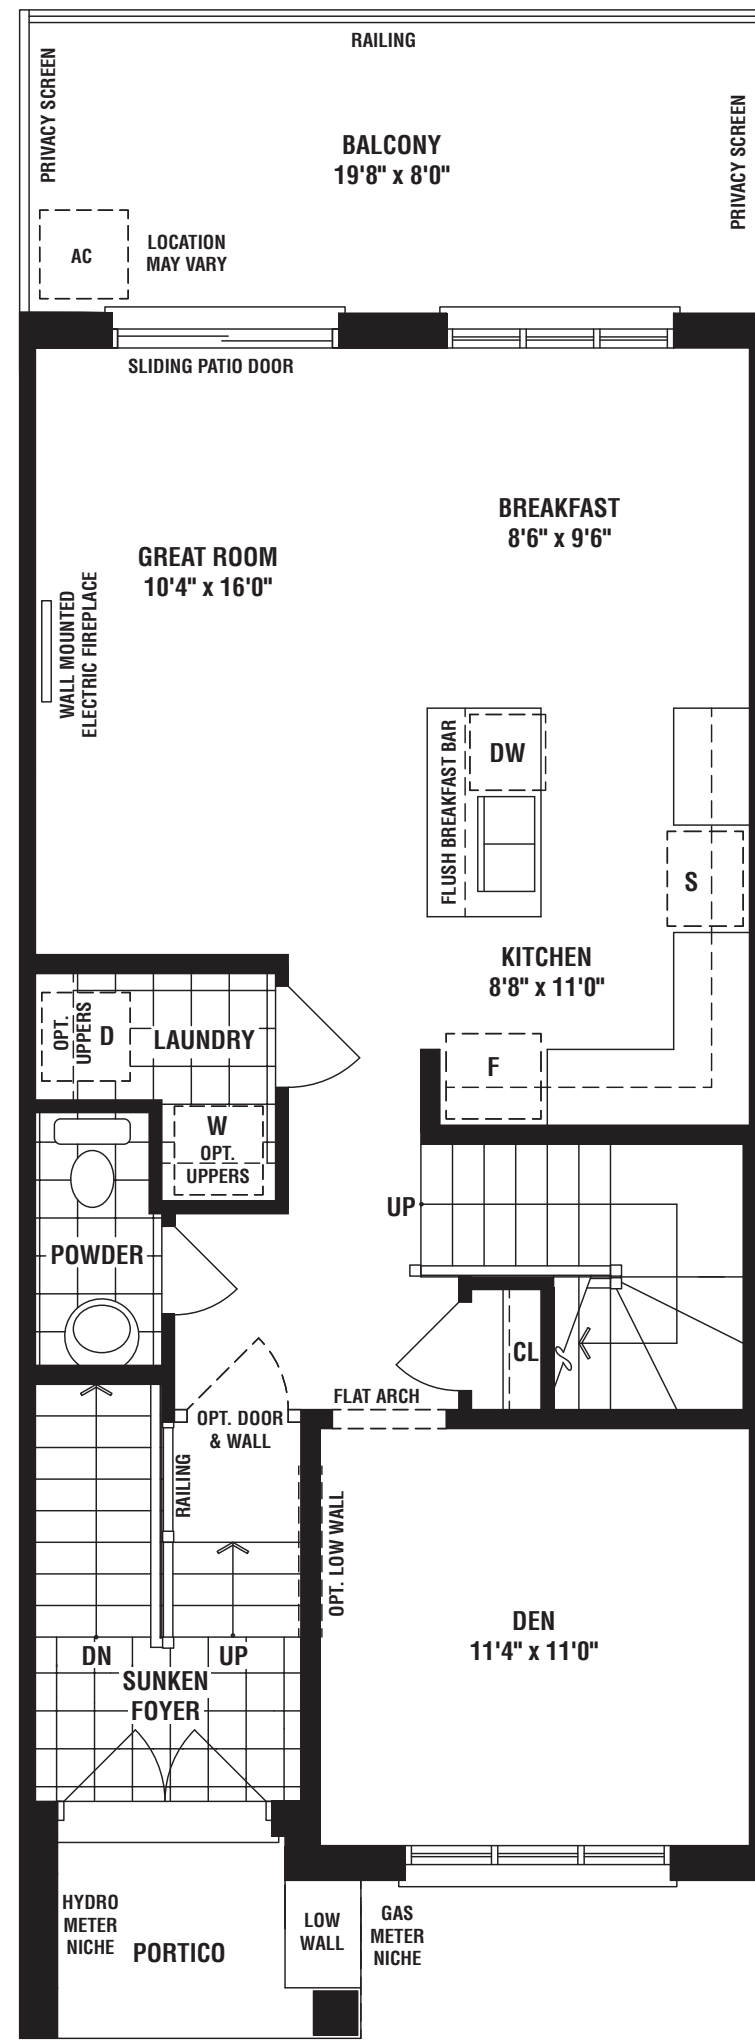 RAILING
PRIVACY SCREEN
PRIVACY SCREEN
BALCONY
19'8" x 8'0"
AC
LOCATION
MAY VARY
SLIDING PATIO DOOR
BREAKFAST
8'6" x 9'6"
GREAT ROOM
10'4" x 16'0"
WALL MOUNTED
ELECTRIC FIREPLACE
FLUSH BREAKFAST BAR
DW
S
KITCHEN
8'8" x 11'0"
OPT.
UPPERS
D
LAUNDRY
F
W
OPT.
UPPERS
UP
POWDER
CL
FLAT ARCH
OPT. DOOR
& WALL
RAILING
OPT. LOW WALL
DEN
11'4" x 11'0"
DN
UP
SUNKEN
FOYER
HYDRO
METER
NICHE
PORTICO
LOW
WALL
GAS
METER
NICHE